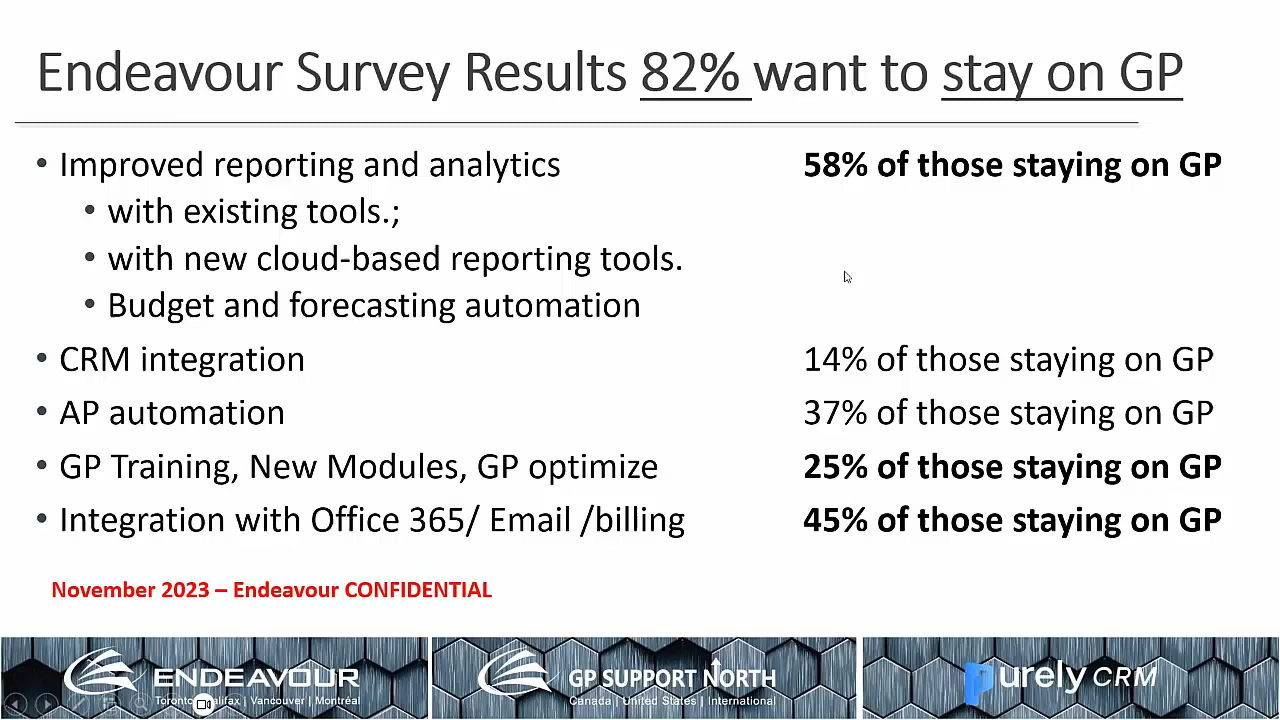 Endeavour Survey Results 82% want to stay on GP
• Improved reporting and analytics 58% of those staying on GP
• with existing tools.;
• with new cloud-based reporting tools.
• Budget and forecasting automation
• CRM integration 14% of those staying on GP
• AP automation 37% of those staying on GP
• GP Training, New Modules, GP optimize 25% of those staying on GP
• Integration with Office 365/ Email /billing 45% of those staying on GP
November 2023 – Endeavour CONFIDENTIAL
ENDEAVOUR
Toronto | Halifax | Vancouver | Montréal
GP SUPPORT NORTH
Canada | United States | International
Purely CRM